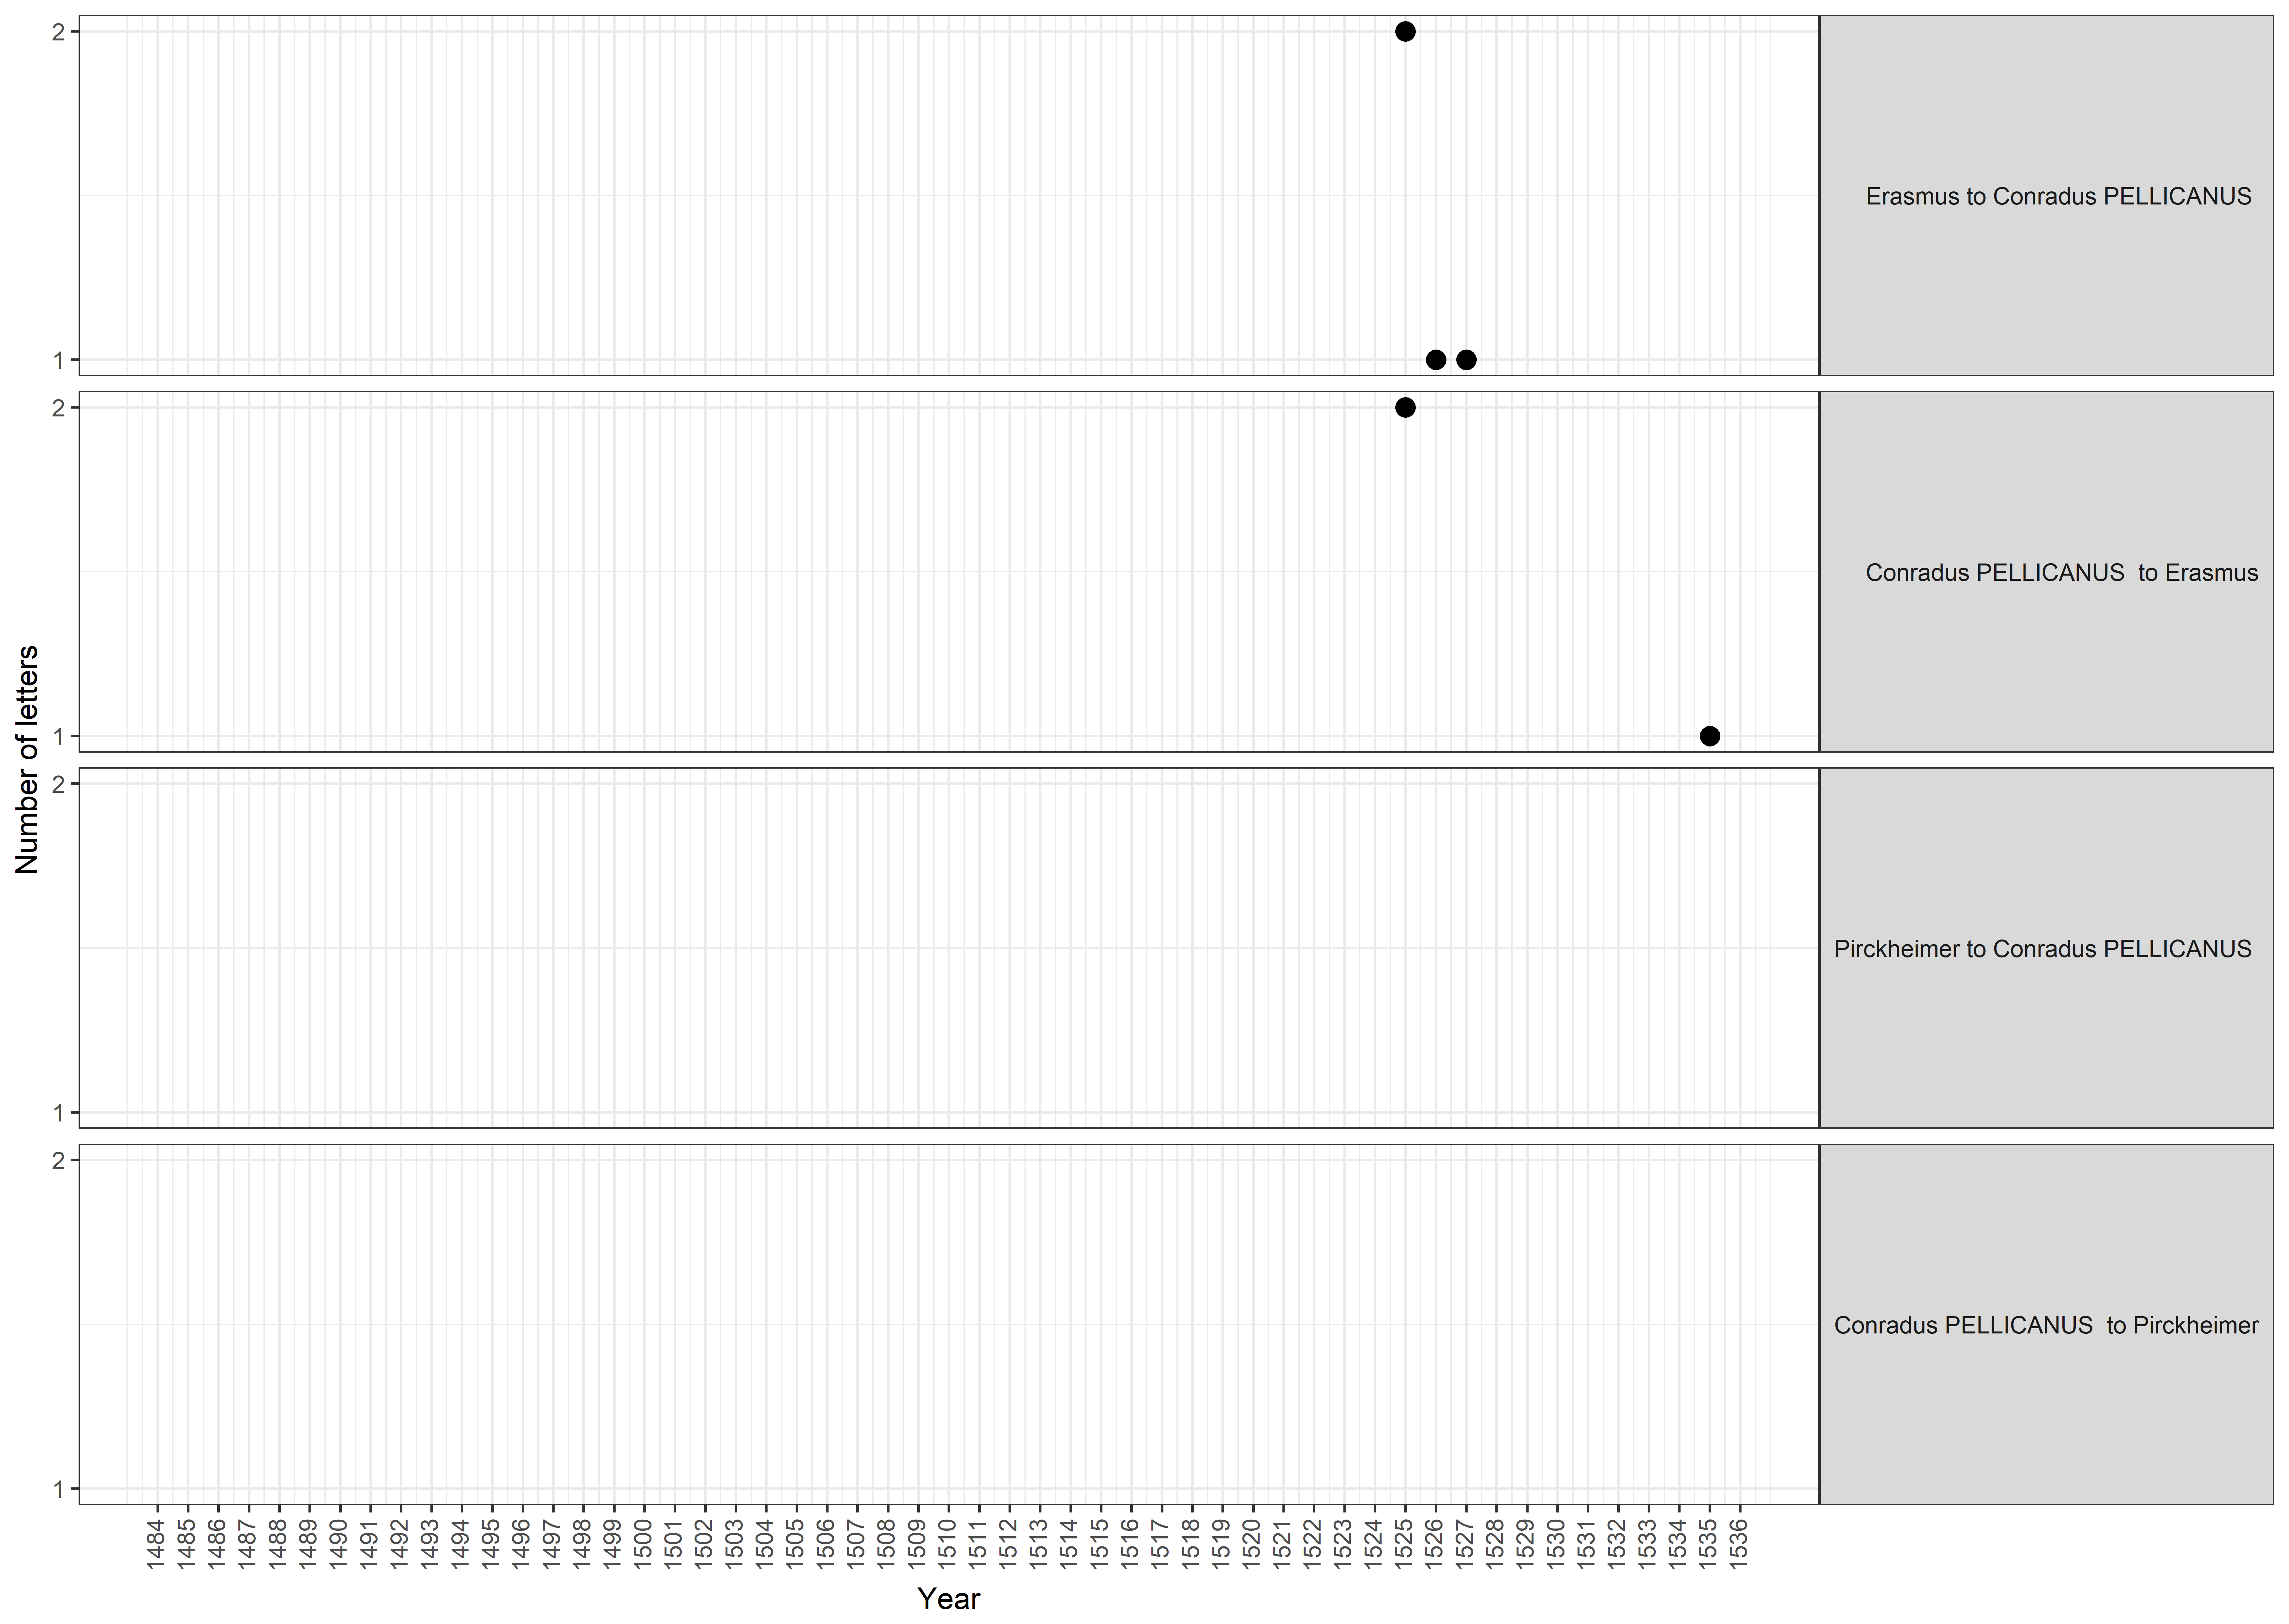 2
1
Erasmus to Conradus PELLICANUS
2
1
Conradus PELLICANUS  to Erasmus
Number of letters
2
1
Pirckheimer to Conradus PELLICANUS
2
1
Conradus PELLICANUS  to Pirckheimer
1484 1485 1486 1487 1488 1489 1490 1491 1492 1493 1494 1495 1496 1497 1498 1499 1500 1501 1502 1503 1504 1505 1506 1507 1508 1509 1510 1511 1512 1513 1514 1515 1516 1517 1518 1519 1520 1521 1522 1523 1524 1525 1526 1527 1528 1529 1530 1531 1532 1533 1534 1535 1536
Year